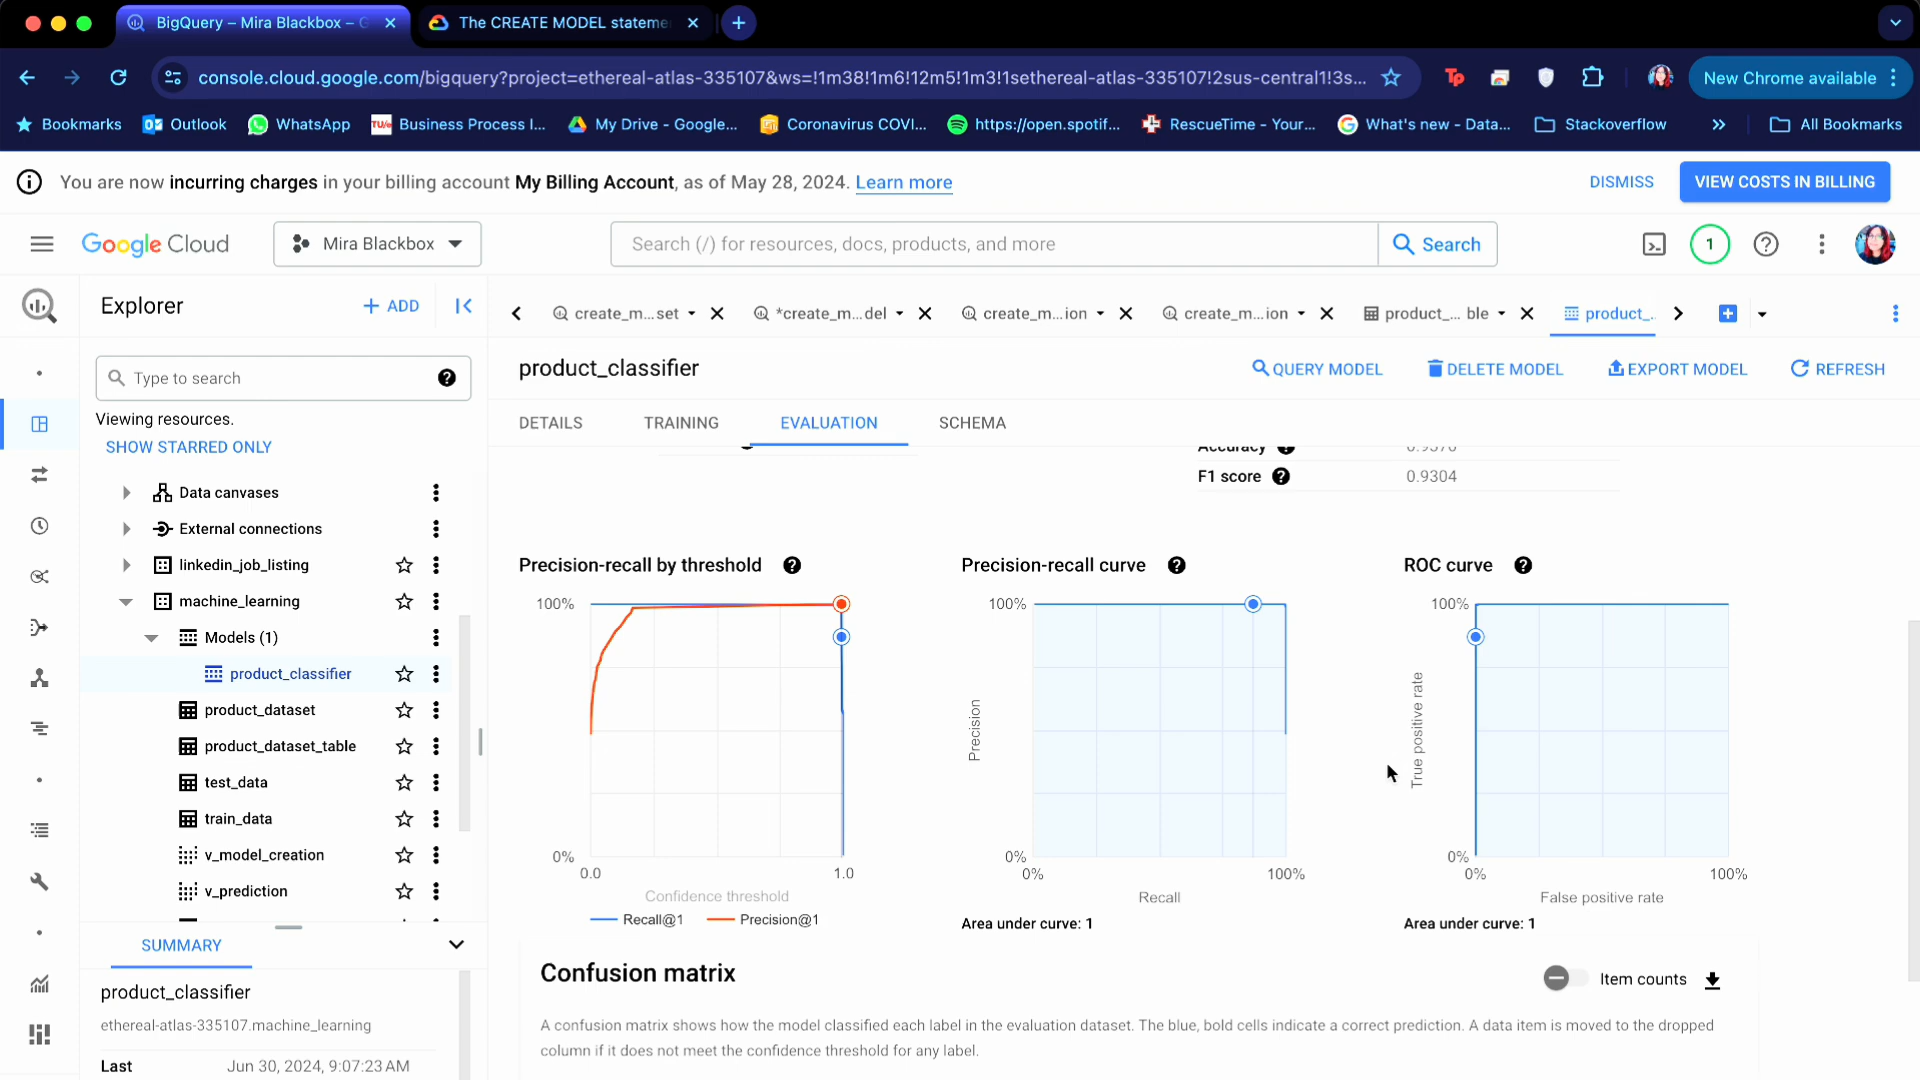 BigQuery – Mira Blackbox – G
The CREATE MODEL stateme
console.cloud.google.com/bigquery?project=ethereal-atlas-335107&ws=!1m38!1m6!12m5!1m3!1sethereal-atlas-335107!2sus-central1!3s...
New Chrome available
Bookmarks
Outlook
WhatsApp
Business Process I...
My Drive - Google...
Coronavirus COVI...
https://open.spotif...
RescueTime - Your...
What's new - Data...
Stackoverflow
All Bookmarks
You are now incurring charges in your billing account My Billing Account, as of May 28, 2024. Learn more
DISMISS
VIEW COSTS IN BILLING
Google Cloud
Mira Blackbox
Search (/) for resources, docs, products, and more
Search
1
Explorer
+ ADD
create_m...set
*create_m...del
create_m...ion
create_m...ion
product_... ble
product_..
Type to search
Viewing resources.
SHOW STARRED ONLY
Data canvases
External connections
linkedin_job_listing
machine_learning
Models (1)
product_classifier
product_dataset
product_dataset_table
test_data
train_data
v_model_creation
v_prediction
SUMMARY
product_classifier
ethereal-atlas-335107.machine_learning
Last
Jun 30, 2024, 9:07:23 AM
product_classifier
QUERY MODEL
DELETE MODEL
EXPORT MODEL
REFRESH
DETAILS
TRAINING
EVALUATION
SCHEMA
Accuracy
F1 score
0.9304
Precision-recall by threshold
100%
0%
0.0
1.0
Confidence threshold
Recall@1
Precision@1
Precision-recall curve
100%
Precision
0%
0%
100%
Recall
Area under curve: 1
ROC curve
100%
True positive rate
0%
0%
100%
False positive rate
Area under curve: 1
Confusion matrix
Item counts
A confusion matrix shows how the model classified each label in the evaluation dataset. The blue, bold cells indicate a correct prediction. A data item is moved to the dropped
column if it does not meet the confidence threshold for any label.